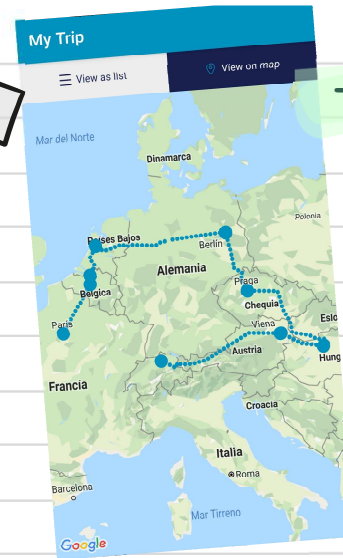 My Trip
View as list
View on map
Mar del Norte
Dinamarca
Polonia
Países Bajos
Berlín
Alemania
Praga
Bélgica
Chequia
París
Viena
Eslo
Austria
Hung
Francia
Croacia
Italia
Roma
Barcelona
Mar Tirreno
Google